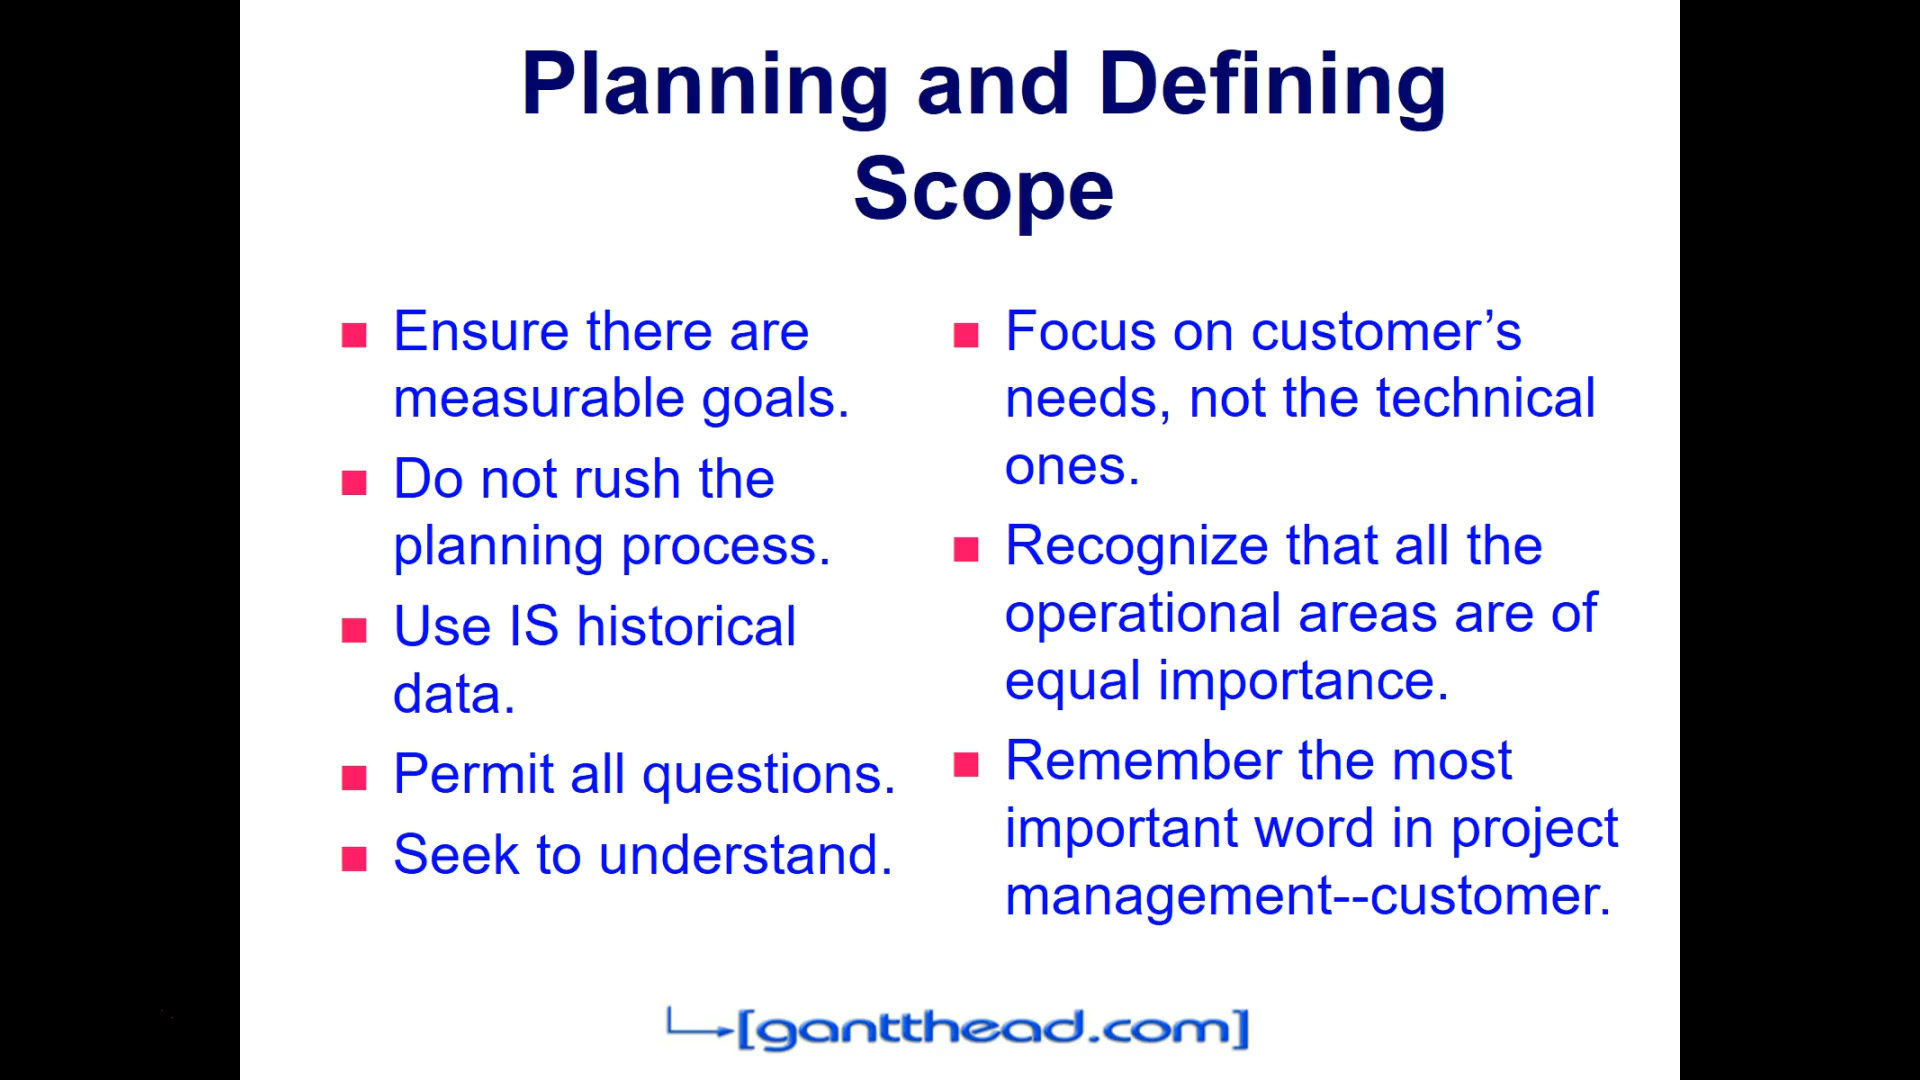 Planning and Defining
Scope
Ensure there are
measurable goals.
Do not rush the
planning process.
Use IS historical
data.
Permit all questions.
Seek to understand.
Focus on customer’s
needs, not the technical
ones.
Recognize that all the
operational areas are of
equal importance.
Remember the most
important word in project
management--customer.
[gantthead.com]